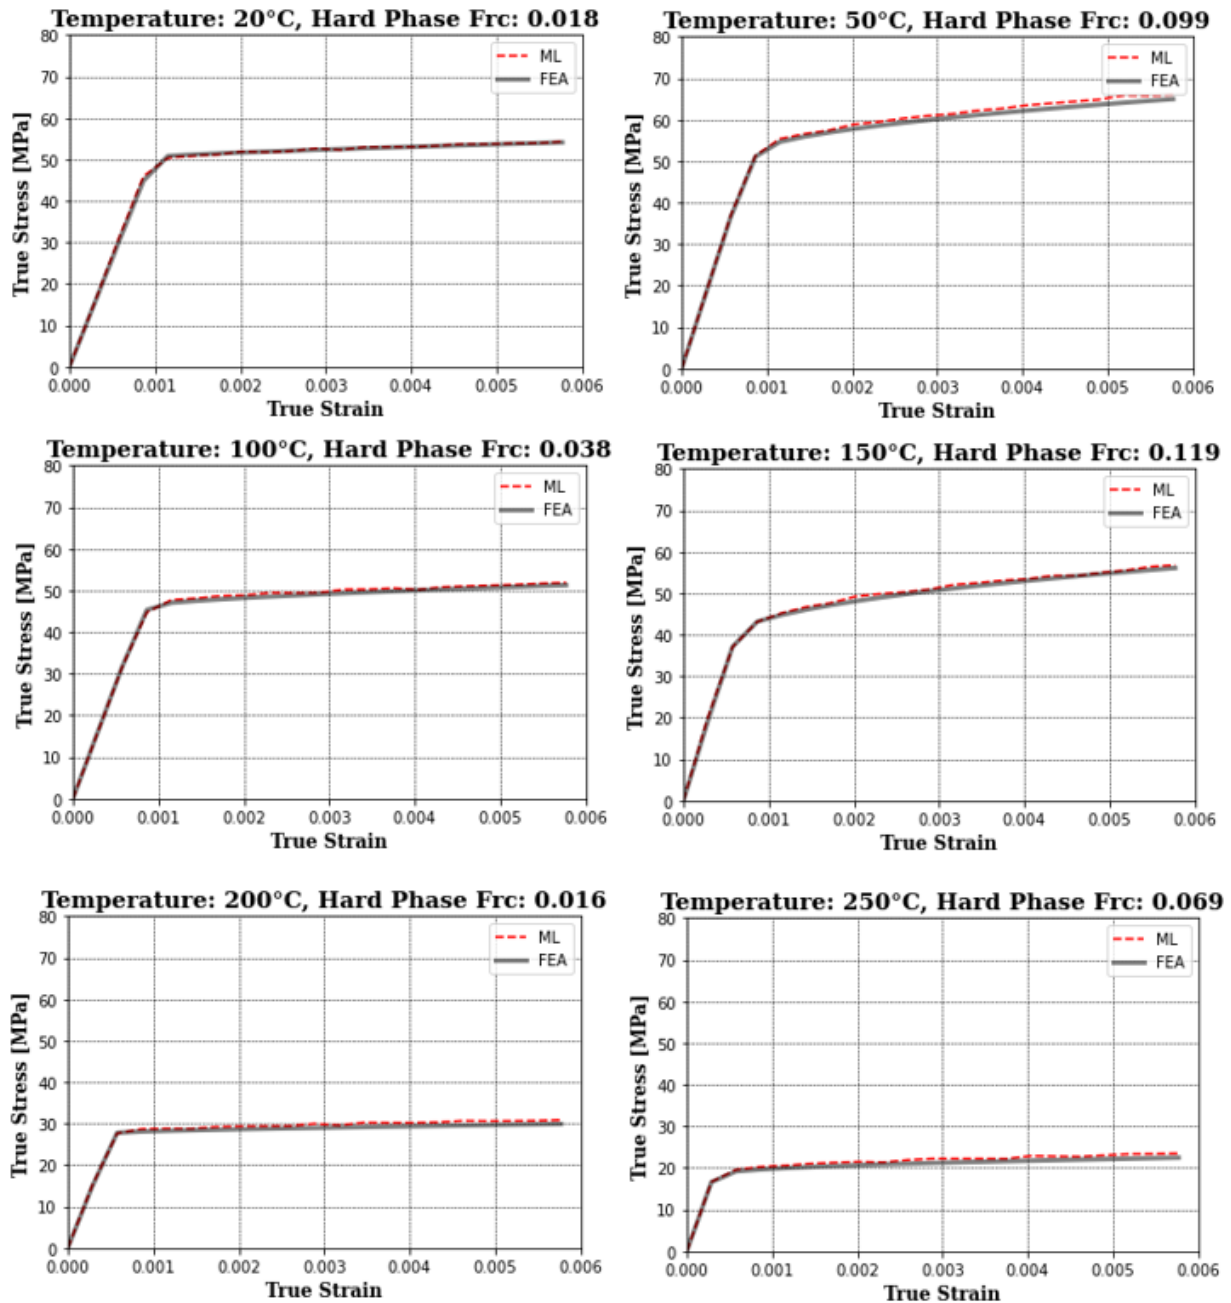 Temperature: 20°C, Hard Phase Frc: 0.018
80
70
60
50
40
30
20
10
0
True Stress [MPa]
ML
FEA
0.000 0.001 0.002 0.003 0.004 0.005 0.006
True Strain
Temperature: 50°C, Hard Phase Frc: 0.099
80
70
60
50
40
30
20
10
0
True Stress [MPa]
ML
FEA
0.000 0.001 0.002 0.003 0.004 0.005 0.006
True Strain
Temperature: 100°C, Hard Phase Frc: 0.038
80
70
60
50
40
30
20
10
0
True Stress [MPa]
ML
FEA
0.000 0.001 0.002 0.003 0.004 0.005 0.006
True Strain
Temperature: 150°C, Hard Phase Frc: 0.119
80
70
60
50
40
30
20
10
0
True Stress [MPa]
ML
FEA
0.000 0.001 0.002 0.003 0.004 0.005 0.006
True Strain
Temperature: 200°C, Hard Phase Frc: 0.016
80
70
60
50
40
30
20
10
0
True Stress [MPa]
ML
FEA
0.000 0.001 0.002 0.003 0.004 0.005 0.006
True Strain
Temperature: 250°C, Hard Phase Frc: 0.069
80
70
60
50
40
30
20
10
0
True Stress [MPa]
ML
FEA
0.000 0.001 0.002 0.003 0.004 0.005 0.006
True Strain